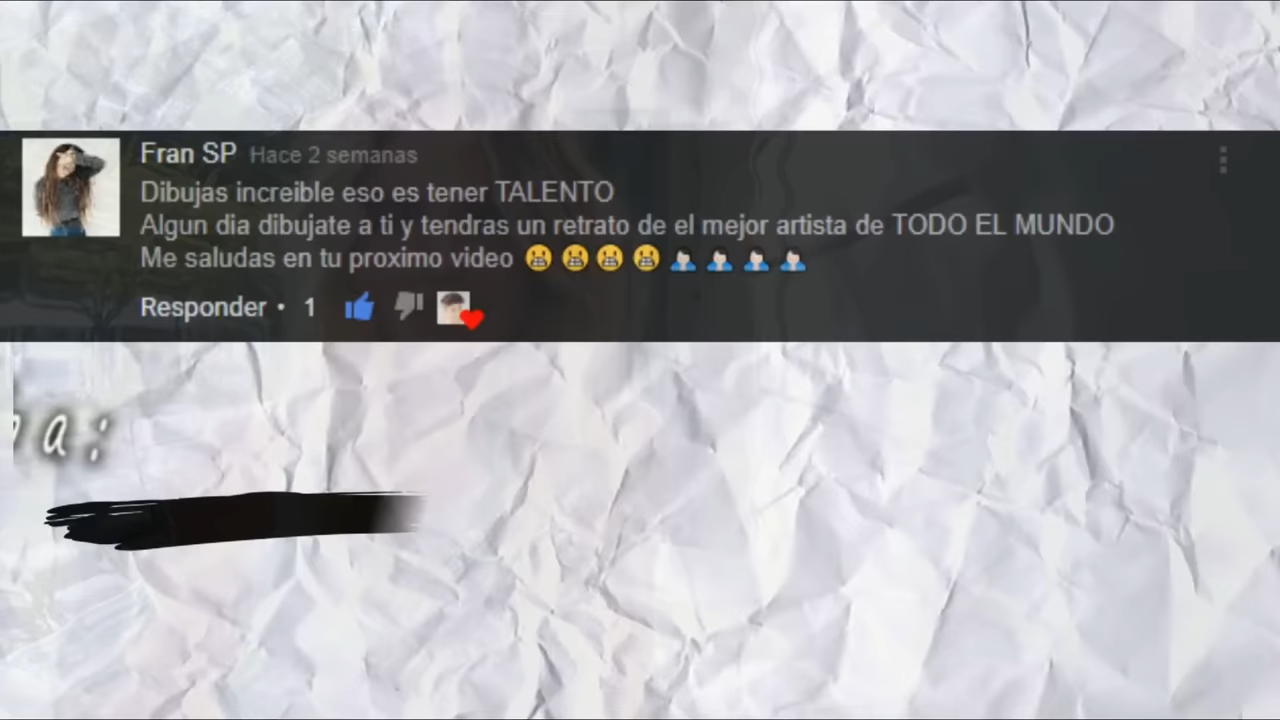 Fran SP Hace 2 semanas
Dibujas increible eso es tener TALENTO
Algun dia dibujate a ti y tendras un retrato de el mejor artista de TODO EL MUNDO
Me saludas en tu proximo video 😬😬😬😬🤦🏻‍♂️🤦🏻‍♂️🤦🏻‍♂️🤦🏻‍♂️
Responder • 1
a: